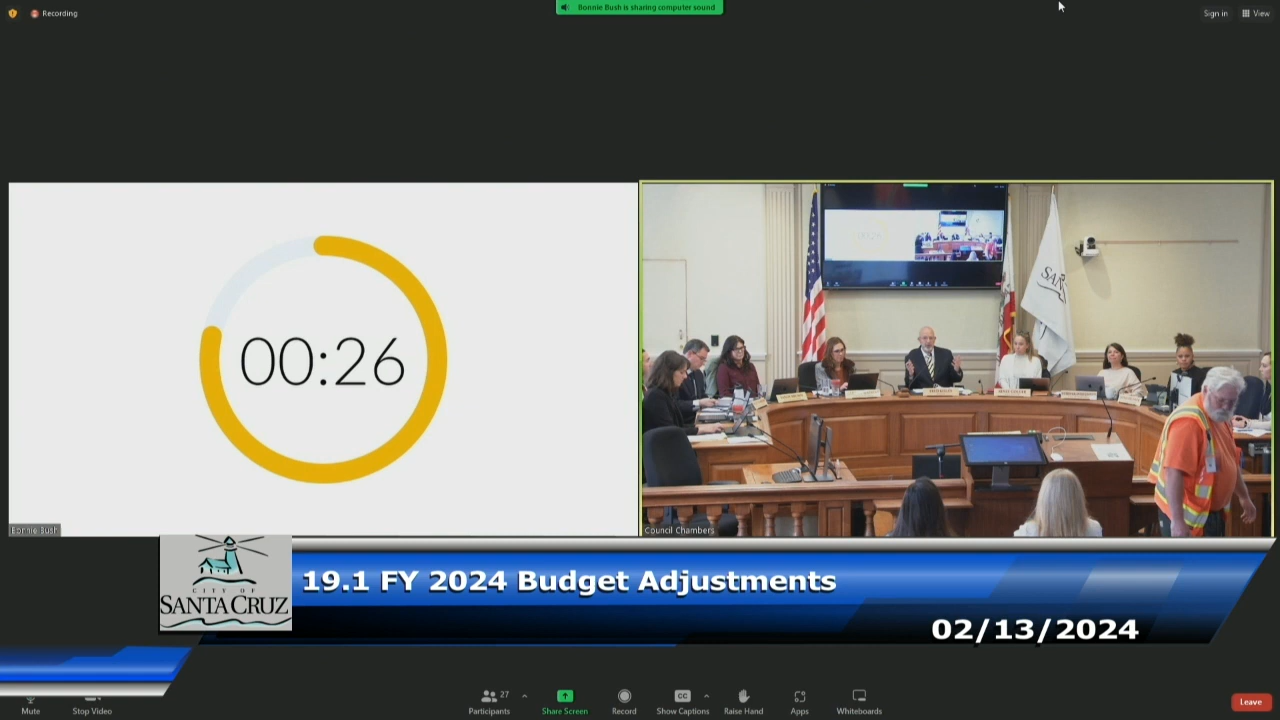 Recording
Bonnie Bush is sharing computer sound
Sign in
View
00:26
Bonnie Bush
Council Chambers
CITY OF
SANTA CRUZ
19.1 FY 2024 Budget Adjustments
02/13/2024
Mute
Stop Video
Participants
27
Share Screen
Record
Show Captions
Raise Hand
Apps
Whiteboards
Leave